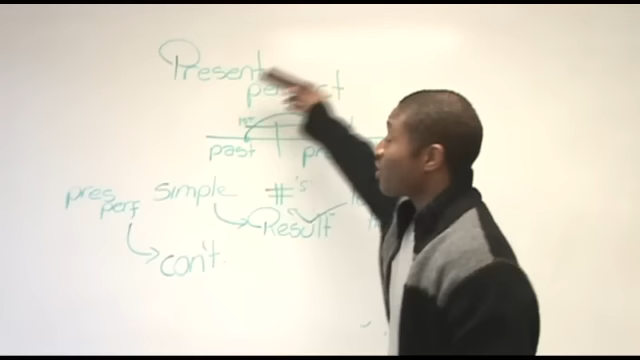 Present
perfect
past
pres perf simple #'s
Result
con't.